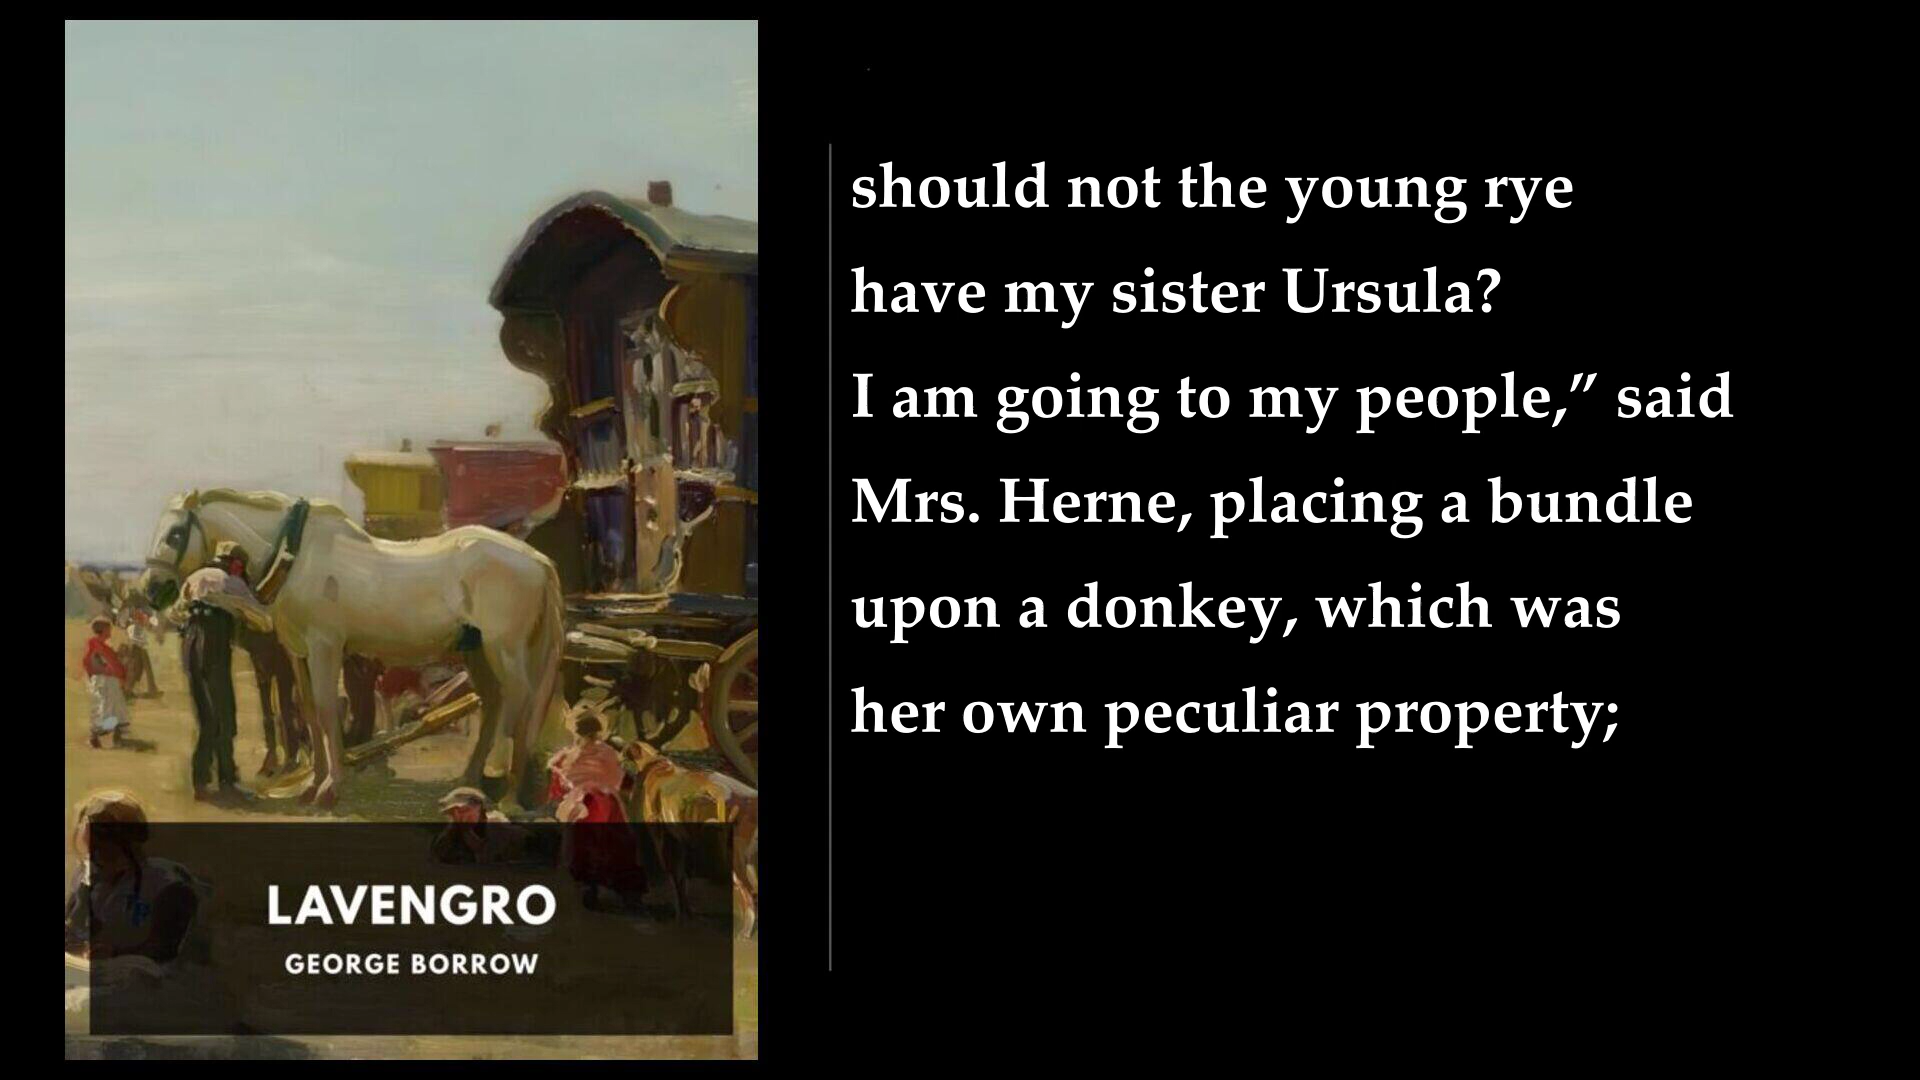 should not the young rye
have my sister Ursula?
I am going to my people,” said
Mrs. Herne, placing a bundle
upon a donkey, which was
her own peculiar property;
LAVENGRO
GEORGE BORROW